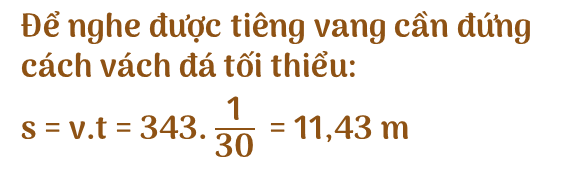 Để nghe được tiếng vang cần đứng
cách vách đá tối thiểu:
s = v.t = 343. 1/30 = 11,43 m